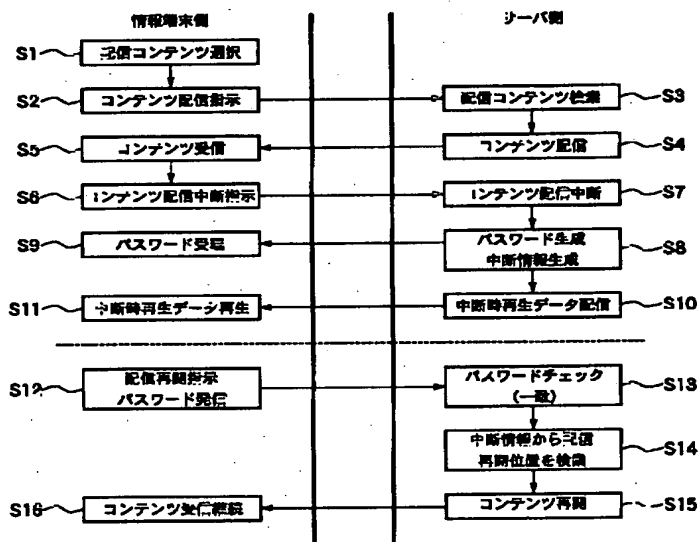 情報端末側
サーバ側
S1
配信コンテンツ選択
S2
コンテンツ配信指示
配信コンテンツ検索
S3
S5
コンテンツ受信
コンテンツ配信
S4
S6
コンテンツ配信中断指示
コンテンツ配信中断
S7
S9
パスワード受理
パスワード生成
中断情報生成
S8
S11
中断時再生データ再生
中断時再生データ配信
S10
S12
配信再開指示
パスワード発信
パスワードチェック
(一致)
S13
中断情報から配信
再開位置を検索
S14
S16
コンテンツ受信継続
コンテンツ再開
S15